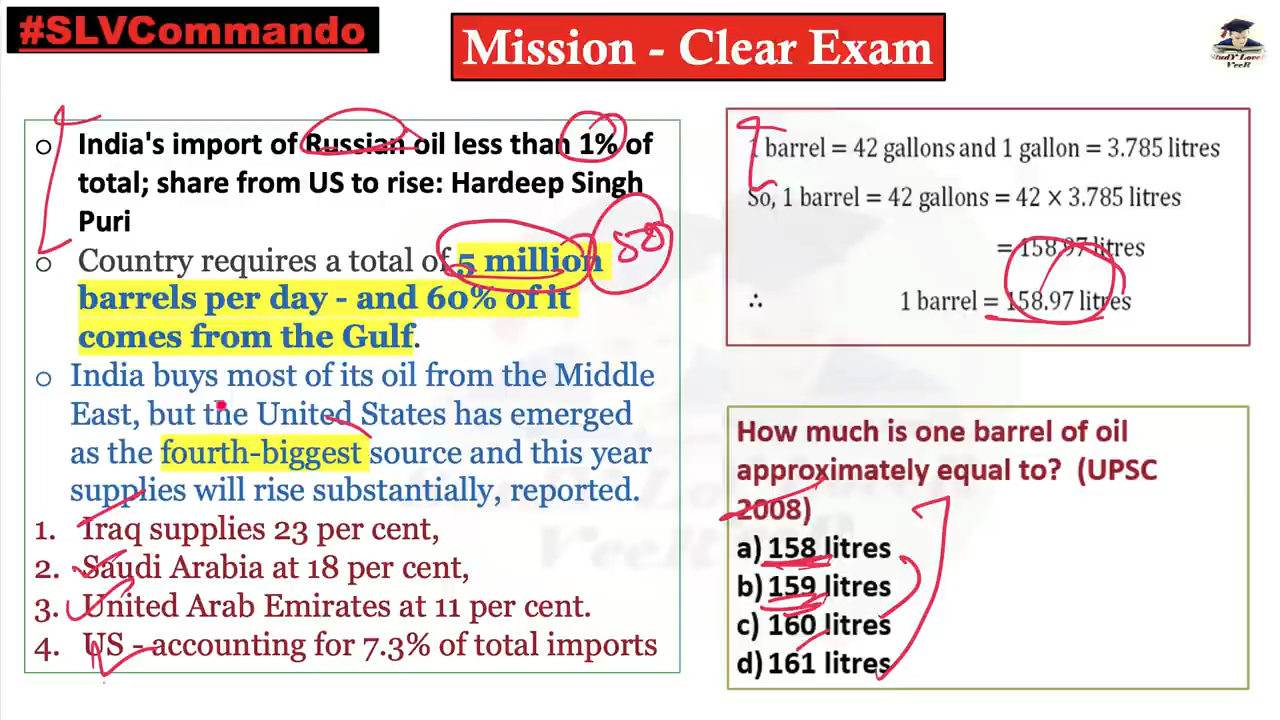 #SLVCommando
Mission - Clear Exam
StudY LoveR
VeeR
India's import of Russian oil less than 1% of
total; share from US to rise: Hardeep Singh
Puri
Country requires a total of 5 million
barrels per day - and 60% of it
comes from the Gulf.
India buys most of its oil from the Middle
East, but the United States has emerged
as the fourth-biggest source and this year
supplies will rise substantially, reported.
1. Iraq supplies 23 per cent,
2. Saudi Arabia at 18 per cent,
3. United Arab Emirates at 11 per cent.
4. US - accounting for 7.3% of total imports
1 barrel = 42 gallons and 1 gallon = 3.785 litres
So, 1 barrel = 42 gallons = 42 × 3.785 litres
= 158.97 litres
∴ 1 barrel = 158.97 litres
How much is one barrel of oil
approximately equal to? (UPSC
2008)
a) 158 litres
b) 159 litres
c) 160 litres
d) 161 litres